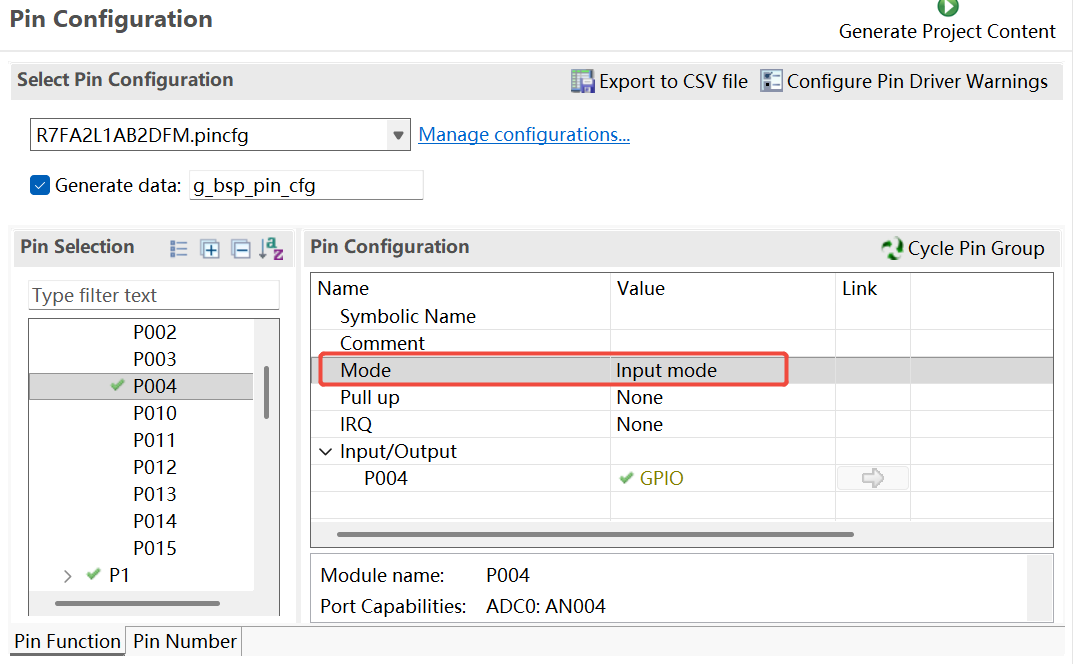 Pin Configuration
Generate Project Content
Select Pin Configuration
Export to CSV file
Configure Pin Driver Warnings
R7FA2L1AB2DFM.pincfg
Manage configurations...
Generate data:
g_bsp_pin_cfg
Pin Selection
Type filter text
P002
P003
P004
P010
P011
P012
P013
P014
P015
P1
Pin Configuration
Cycle Pin Group
Name Value Link
Symbolic Name
Comment
Mode Input mode
Pull up None
IRQ None
Input/Output
P004 GPIO
Module name: P004
Port Capabilities: ADC0: AN004
Pin Function
Pin Number